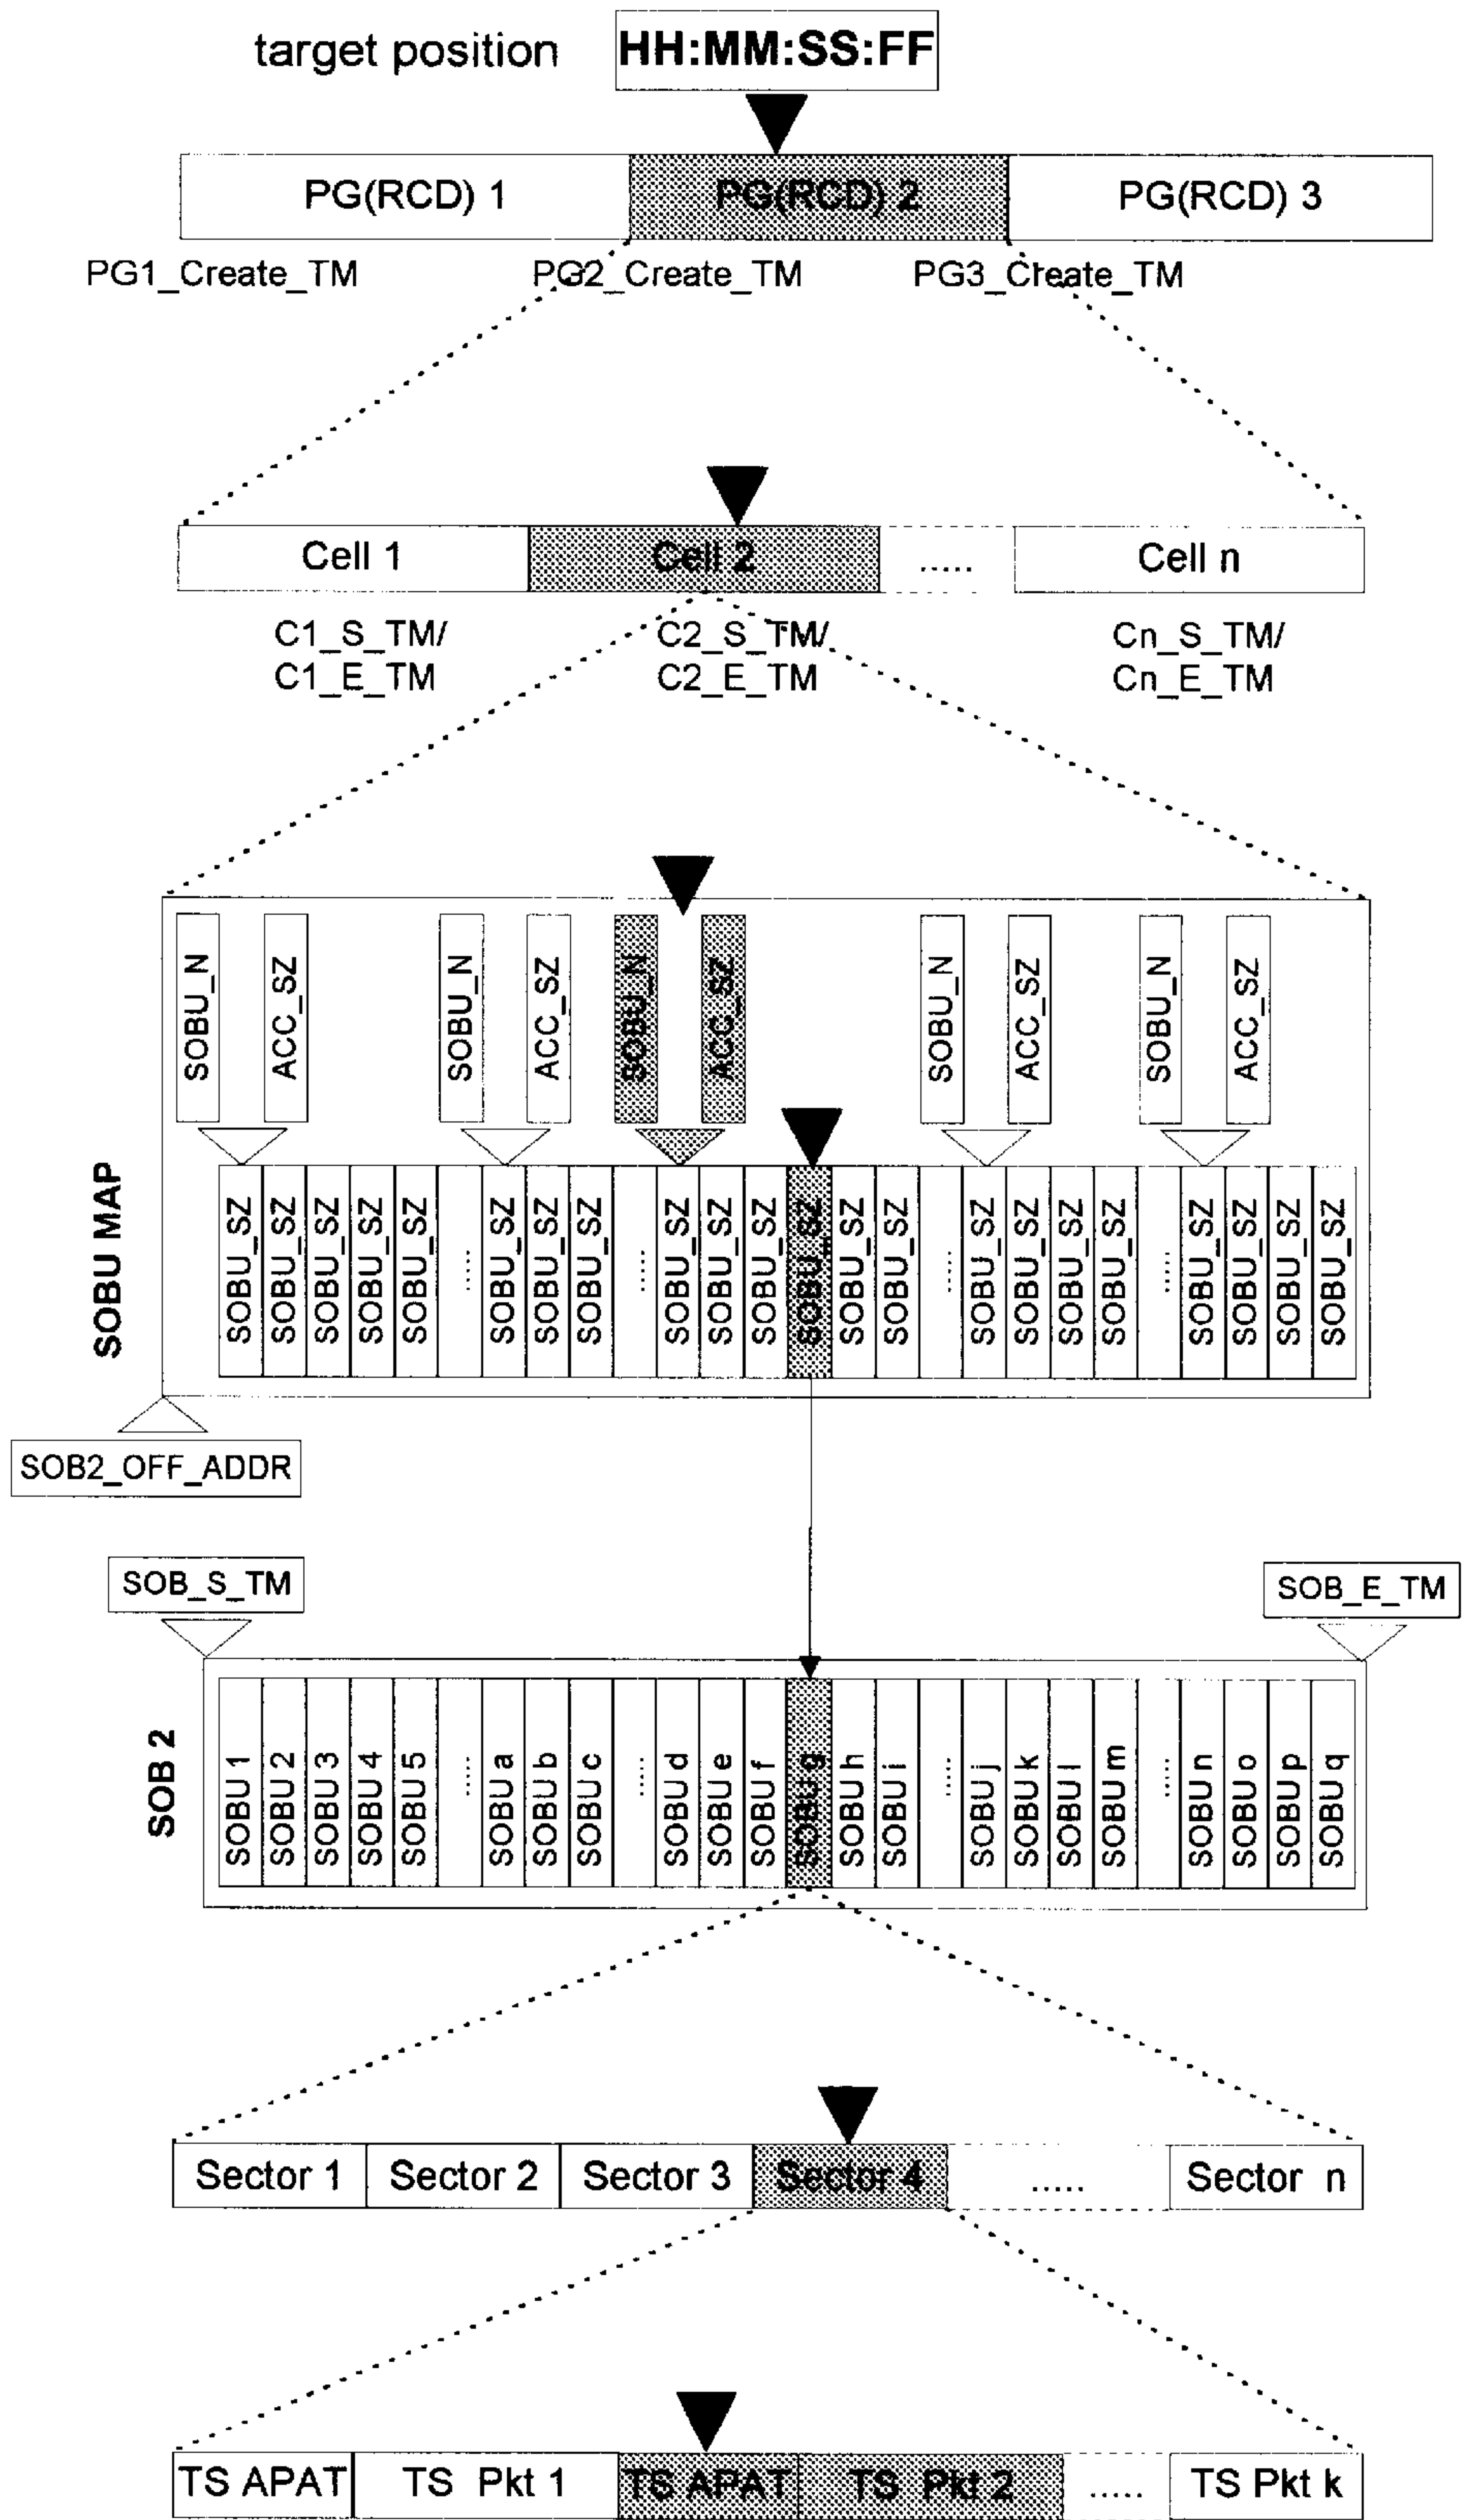 target position HH:MM:SS:FF
PG(RCD) 1 PG(RCD) 2 PG(RCD) 3
PG1_Create_TM PG2_Create_TM PG3_Create_TM
Cell 1 Cell 2 ..... Cell n
C1_S_TM/ C2_S_TM/ Cn_S_TM/
C1_E_TM C2_E_TM Cn_E_TM
SOBU_N ACC_SZ SOBU_N ACC_SZ SOBU_N ACC_SZ SOBU_N ACC_SZ SOBU_N ACC_SZ
SOBU MAP
SOBU_SZ SOBU_SZ SOBU_SZ SOBU_SZ SOBU_SZ ..... SOBU_SZ SOBU_SZ SOBU_SZ ..... SOBU_SZ SOBU_SZ SOBU_SZ SOBU_SZ SOBU_SZ SOBU_SZ ..... SOBU_SZ SOBU_SZ SOBU_SZ SOBU_SZ ..... SOBU_SZ SOBU_SZ SOBU_SZ SOBU_SZ
SOB2_OFF_ADDR
SOB_S_TM SOB_E_TM
SOB 2
SOBU 1 SOBU 2 SOBU 3 SOBU 4 SOBU 5 ..... SOBU a SOBU b SOBU c ..... SOBU d SOBU e SOBU f SOBU g SOBU h SOBU i ..... SOBU j SOBU k SOBU l SOBU m ..... SOBU n SOBU o SOBU p SOBU q
Sector 1 Sector 2 Sector 3 Sector 4 ..... Sector n
TS APAT TS Pkt 1 TS APAT TS Pkt 2 ..... TS Pkt k